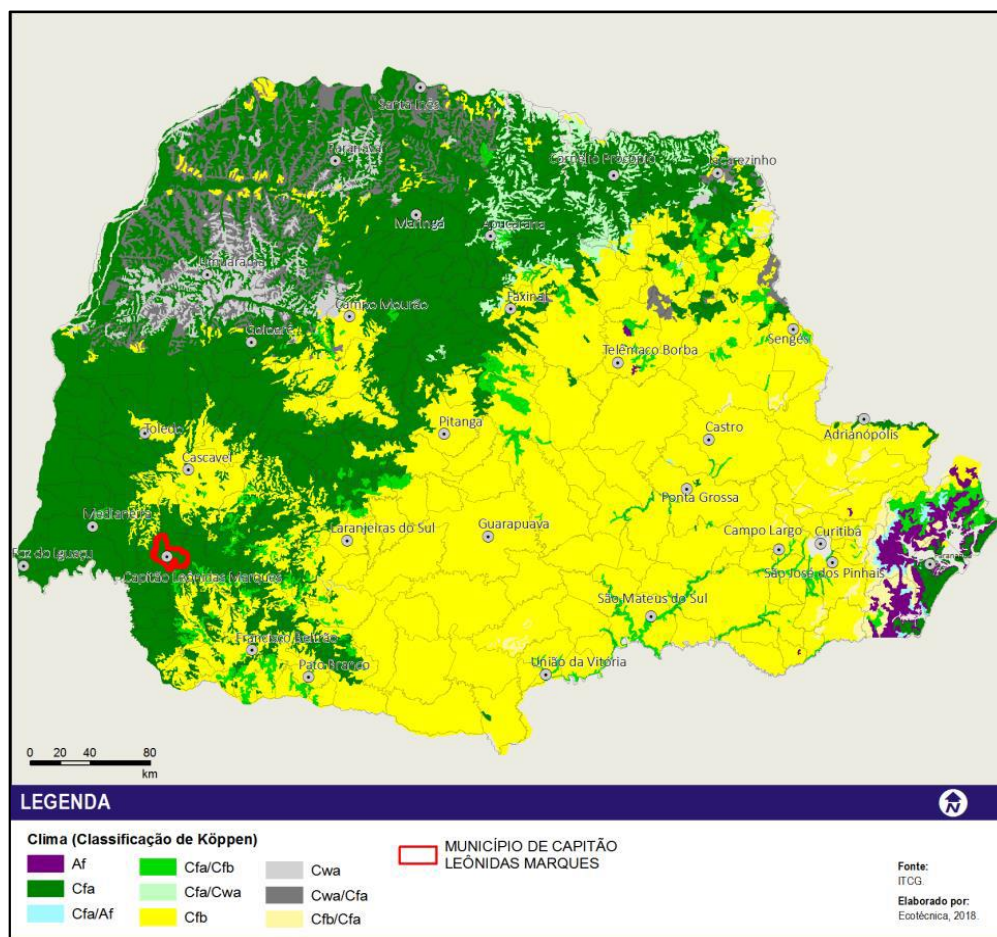 Santa Inês
Paranavaí
Cornélio Procópio
Jacarezinho
Maringá
Apucarana
Umuarama
Campo Mourão
Faxinal
Goioerê
Sengés
Telêmaco Borba
Toledo
Pitanga
Castro
Adrianópolis
Cascavel
Ponta Grossa
Medianeira
Laranjeiras do Sul
Guarapuava
Campo Largo
Curitiba
Foz do Iguaçu
São José dos Pinhais
Capitão Leônidas Marques
São Mateus do Sul
Francisco Beltrão
Pato Branco
União da Vitória
0 20 40 80
km
LEGENDA
N
Clima (Classificação de Köppen)
Af
Cfa
Cfa/Af
Cfa/Cfb
Cfa/Cwa
Cfb
Cwa
Cwa/Cfa
Cfb/Cfa
MUNICÍPIO DE CAPITÃO
LEÔNIDAS MARQUES
Fonte:
ITCG.
Elaborado por:
Ecotécnica, 2018.